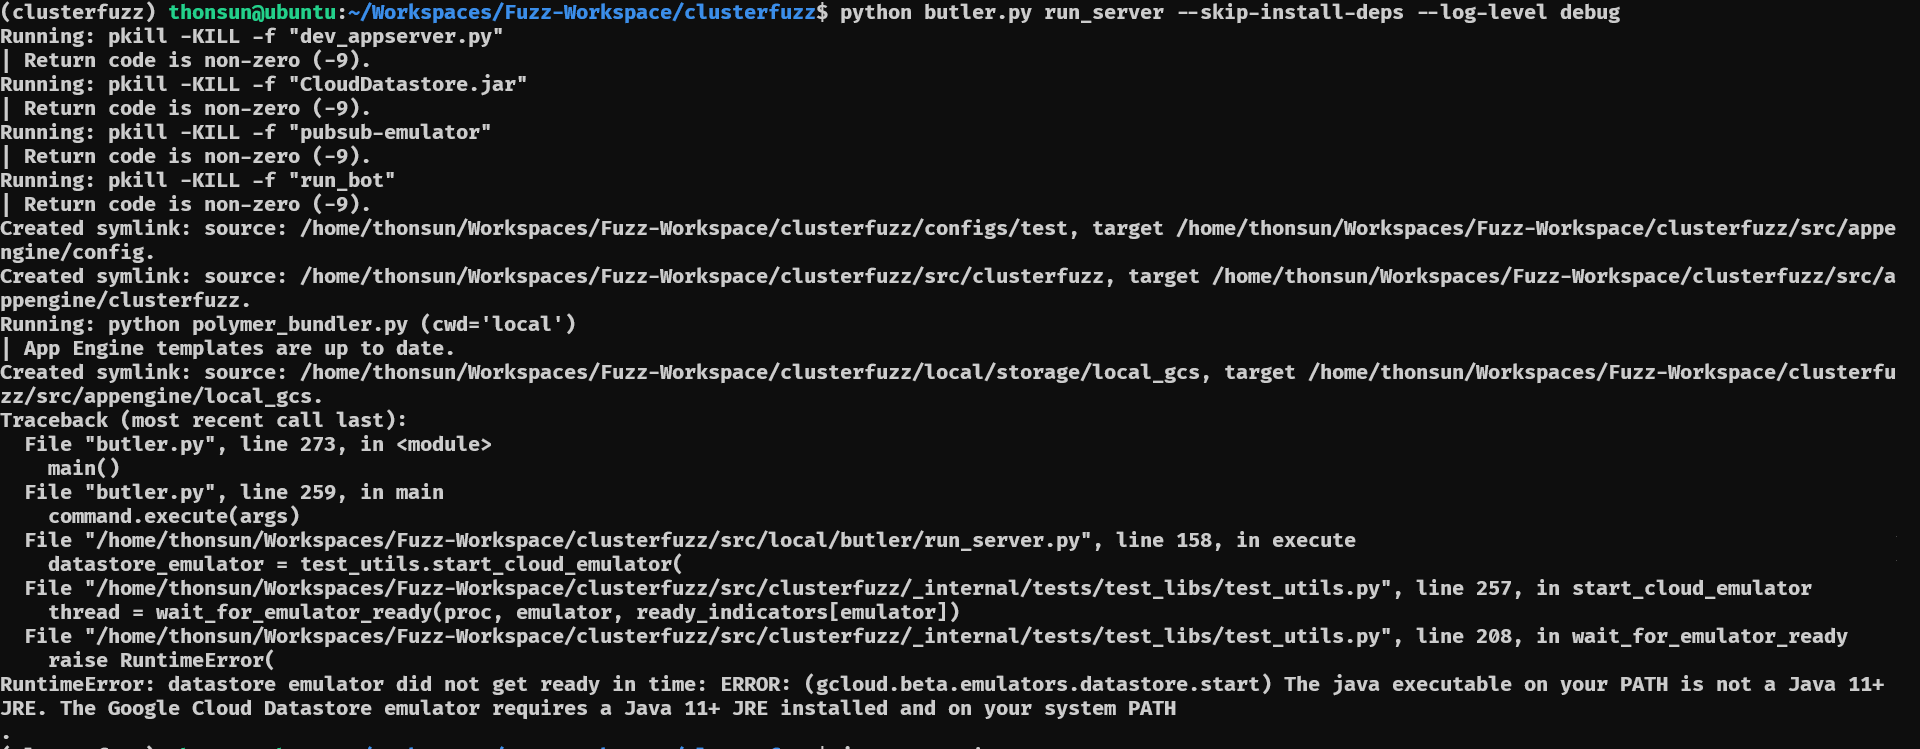 (clusterfuzz) thonsun@ubuntu:~/Workspaces/Fuzz-Workspace/clusterfuzz$ python butler.py run_server --skip-install-deps --log-level debug
Running: pkill -KILL -f "dev_appserver.py"
| Return code is non-zero (-9).
Running: pkill -KILL -f "CloudDatastore.jar"
| Return code is non-zero (-9).
Running: pkill -KILL -f "pubsub-emulator"
| Return code is non-zero (-9).
Running: pkill -KILL -f "run_bot"
| Return code is non-zero (-9).
Created symlink: source: /home/thonsun/Workspaces/Fuzz-Workspace/clusterfuzz/configs/test, target /home/thonsun/Workspaces/Fuzz-Workspace/clusterfuzz/src/appe
ngine/config.
Created symlink: source: /home/thonsun/Workspaces/Fuzz-Workspace/clusterfuzz/src/clusterfuzz, target /home/thonsun/Workspaces/Fuzz-Workspace/clusterfuzz/src/a
ppengine/clusterfuzz.
Running: python polymer_bundler.py (cwd='local')
| App Engine templates are up to date.
Created symlink: source: /home/thonsun/Workspaces/Fuzz-Workspace/clusterfuzz/local/storage/local_gcs, target /home/thonsun/Workspaces/Fuzz-Workspace/clusterfu
zz/src/appengine/local_gcs.
Traceback (most recent call last):
  File "butler.py", line 273, in <module>
    main()
  File "butler.py", line 259, in main
    command.execute(args)
  File "/home/thonsun/Workspaces/Fuzz-Workspace/clusterfuzz/src/local/butler/run_server.py", line 158, in execute
    datastore_emulator = test_utils.start_cloud_emulator(
  File "/home/thonsun/Workspaces/Fuzz-Workspace/clusterfuzz/src/clusterfuzz/_internal/tests/test_libs/test_utils.py", line 257, in start_cloud_emulator
    thread = wait_for_emulator_ready(proc, emulator, ready_indicators[emulator])
  File "/home/thonsun/Workspaces/Fuzz-Workspace/clusterfuzz/src/clusterfuzz/_internal/tests/test_libs/test_utils.py", line 208, in wait_for_emulator_ready
    raise RuntimeError(
RuntimeError: datastore emulator did not get ready in time: ERROR: (gcloud.beta.emulators.datastore.start) The java executable on your PATH is not a Java 11+
JRE. The Google Cloud Datastore emulator requires a Java 11+ JRE installed and on your system PATH
.